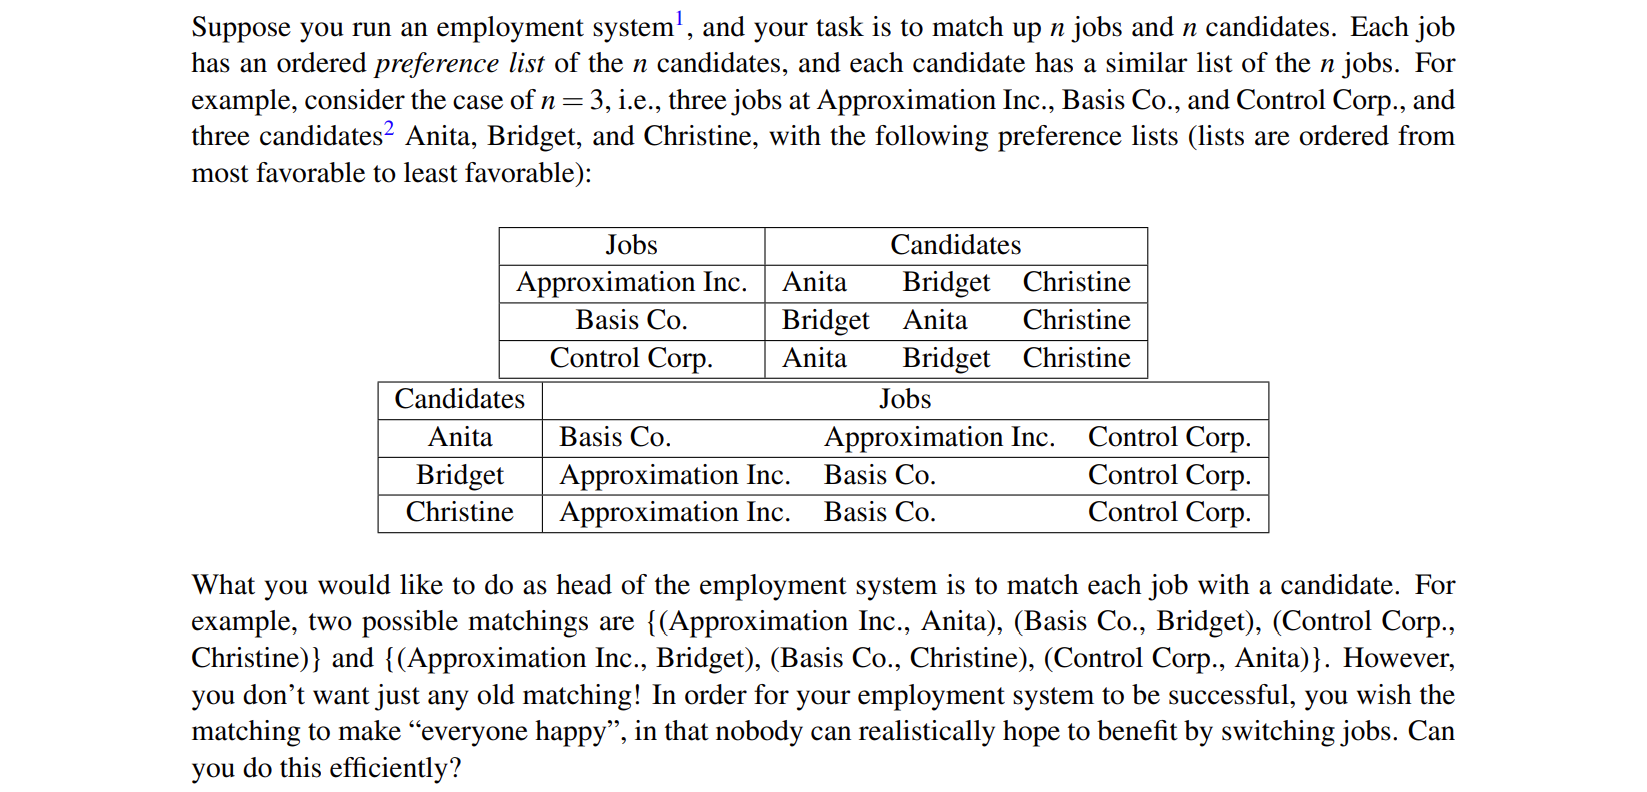 Suppose you run an employment system1, and your task is to match up n jobs and n candidates. Each job
has an ordered preference list of the n candidates, and each candidate has a similar list of the n jobs. For
example, consider the case of n = 3, i.e., three jobs at Approximation Inc., Basis Co., and Control Corp., and
three candidates2 Anita, Bridget, and Christine, with the following preference lists (lists are ordered from
most favorable to least favorable):
Jobs Candidates
Approximation Inc. Anita Bridget Christine
Basis Co. Bridget Anita Christine
Control Corp. Anita Bridget Christine
Candidates Jobs
Anita Basis Co. Approximation Inc. Control Corp.
Bridget Approximation Inc. Basis Co. Control Corp.
Christine Approximation Inc. Basis Co. Control Corp.
What you would like to do as head of the employment system is to match each job with a candidate. For
example, two possible matchings are {(Approximation Inc., Anita), (Basis Co., Bridget), (Control Corp.,
Christine)} and {(Approximation Inc., Bridget), (Basis Co., Christine), (Control Corp., Anita)}. However,
you don’t want just any old matching! In order for your employment system to be successful, you wish the
matching to make “everyone happy”, in that nobody can realistically hope to benefit by switching jobs. Can
you do this efficiently?